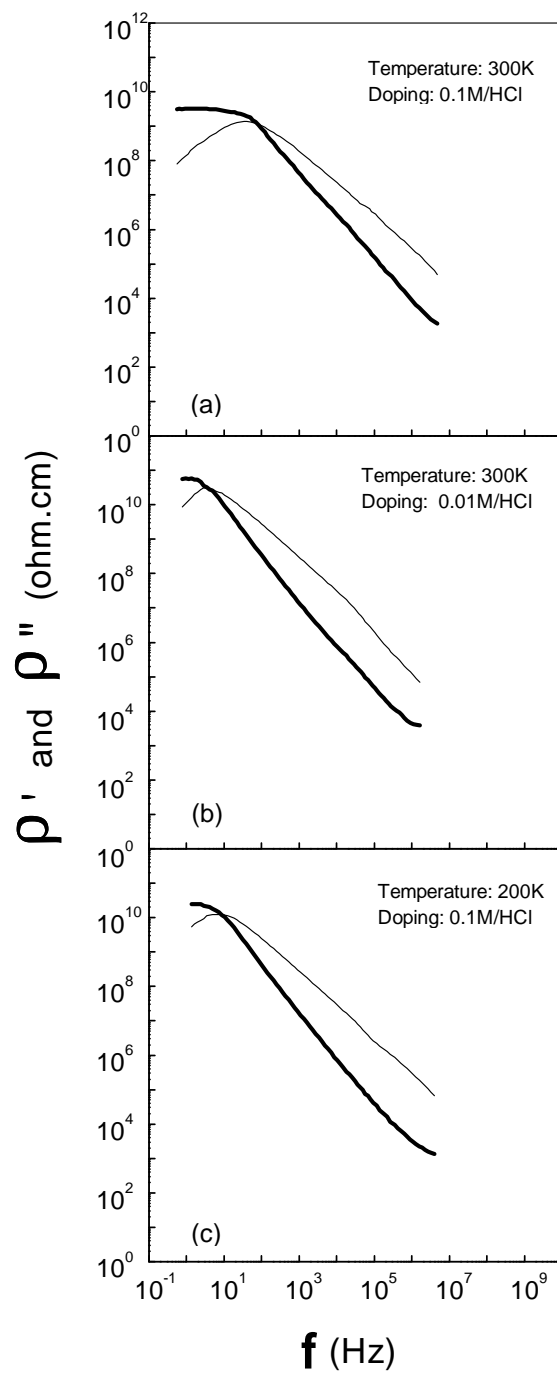 10^12
Temperature: 300K
Doping: 0.1M/HCl
10^10
10^8
10^6
10^4
10^2
(a)
10^0
Temperature: 300K
Doping: 0.01M/HCl
10^10
10^8
10^6
10^4
10^2
(b)
10^0
Temperature: 200K
Doping: 0.1M/HCl
10^10
10^8
10^6
10^4
10^2
(c)
10^0
10^-1 10^1 10^3 10^5 10^7 10^9
f (Hz)
ρ' and ρ" (ohm.cm)